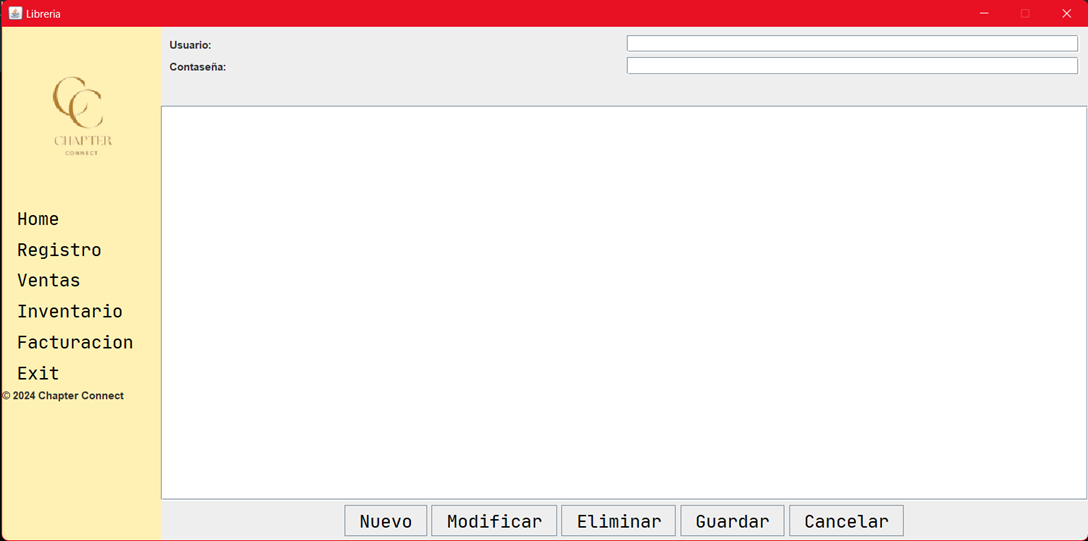 Libreria
Usuario:
Contaseña:
CC
CHAPTER
CONNECT
Home
Registro
Ventas
Inventario
Facturacion
Exit
© 2024 Chapter Connect
Nuevo
Modificar
Eliminar
Guardar
Cancelar